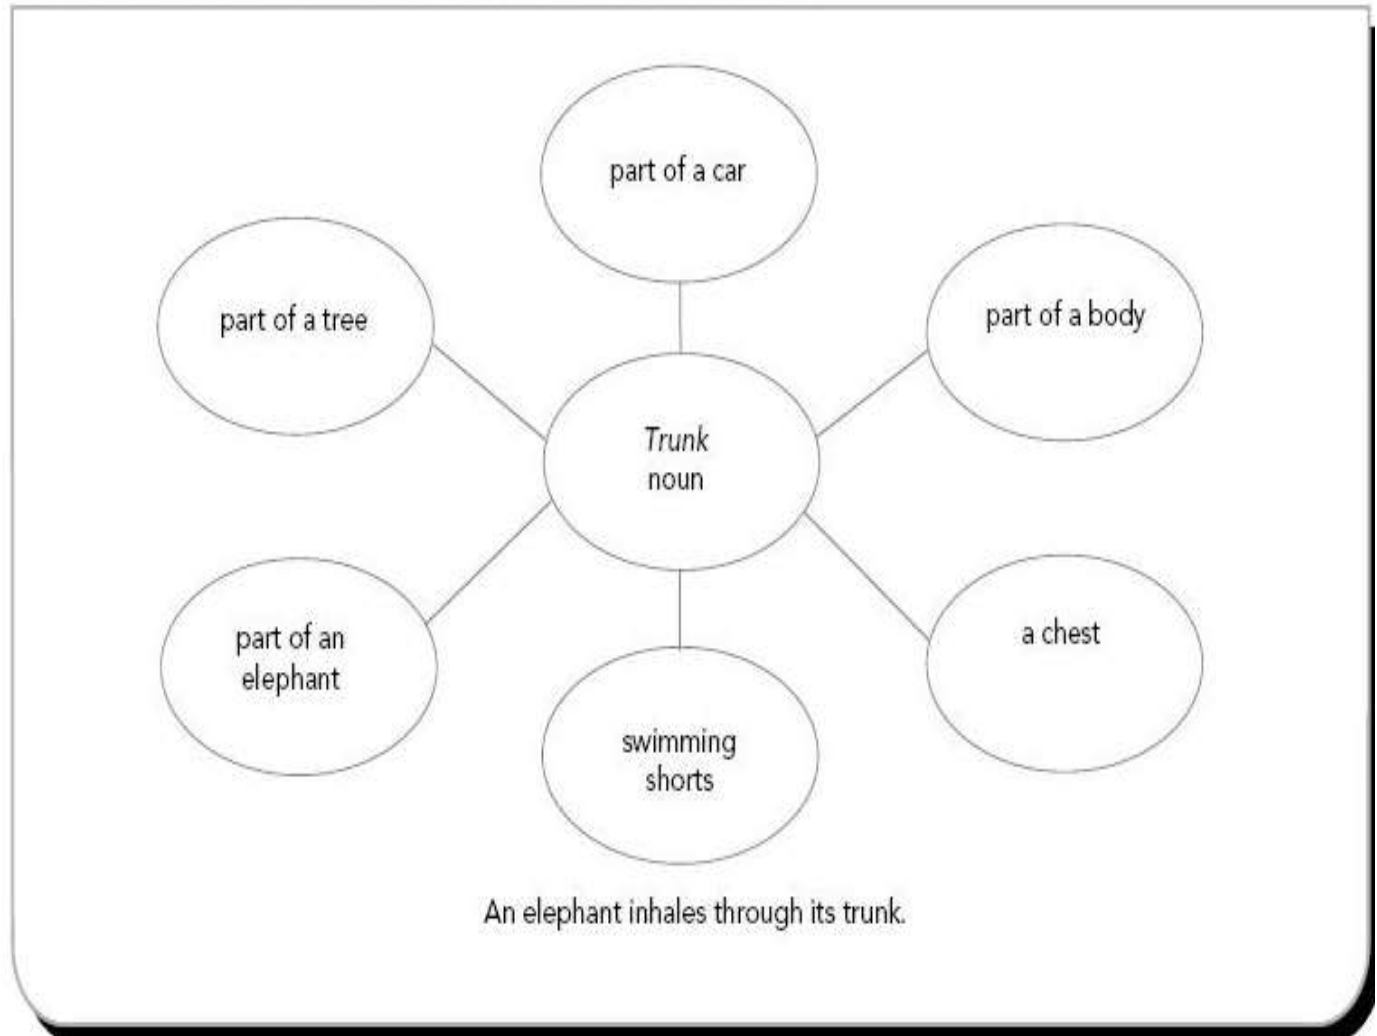 part of a car
part of a tree
part of a body
Trunk
noun
part of an
elephant
a chest
swimming
shorts
An elephant inhales through its trunk.